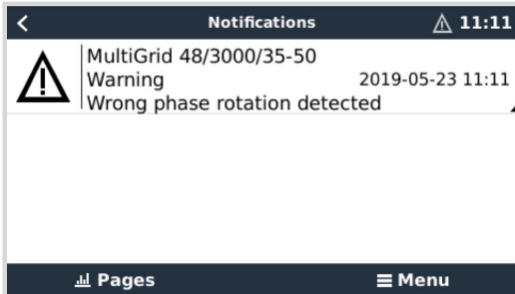 Notifications 11:11
MultiGrid 48/3000/35-50
Warning 2019-05-23 11:11
Wrong phase rotation detected
Pages Menu